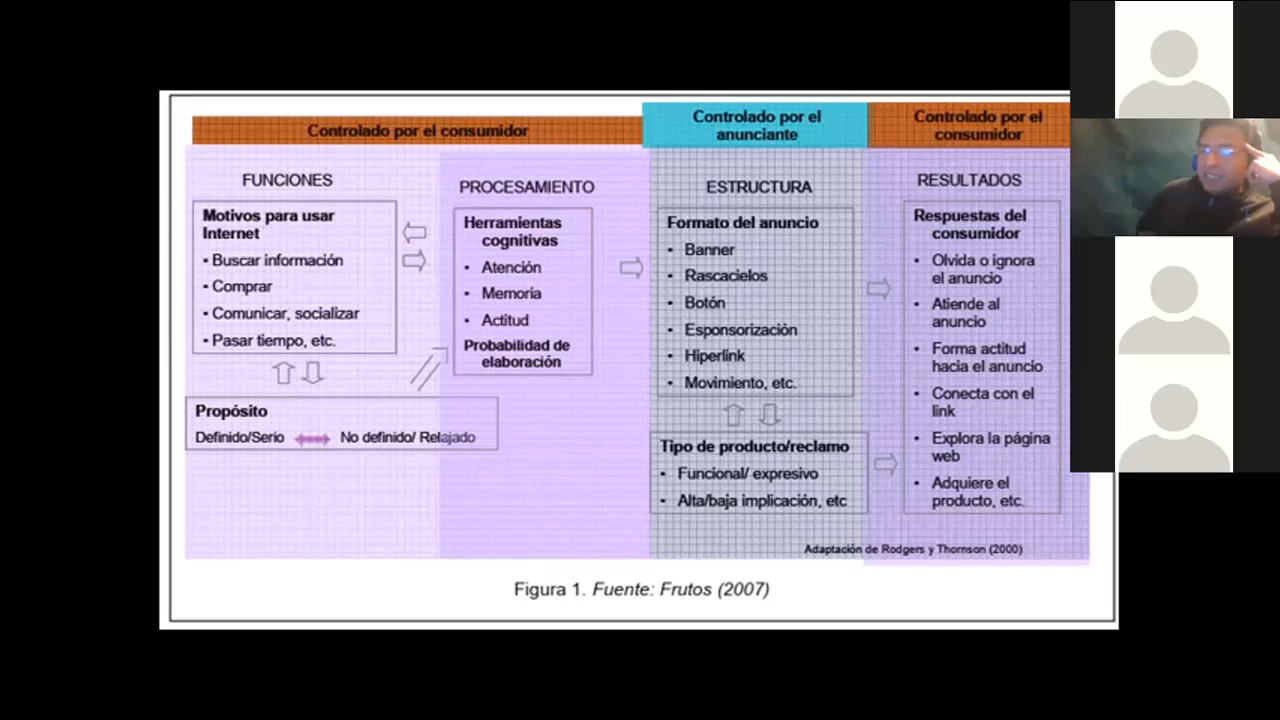 Controlado por el consumidor
Controlado por el
anunciante
Controlado por el
consumidor
FUNCIONES
Motivos para usar
Internet
• Buscar información
• Comprar
• Comunicar, socializar
• Pasar tiempo, etc.
Propósito
Definido/Serio No definido/ Relajado
PROCESAMIENTO
Herramientas
cognitivas
• Atención
• Memoria
• Actitud
Probabilidad de
elaboración
ESTRUCTURA
Formato del anuncio
• Banner
• Rascacielos
• Botón
• Esponsorización
• Hiperlink
• Movimiento, etc.
Tipo de producto/reclamo
• Funcional/ expresivo
• Alta/baja implicación, etc
RESULTADOS
Respuestas del
consumidor
• Olvida o ignora
el anuncio
• Atiende al
anuncio
• Forma actitud
hacia el anuncio
• Conecta con el
link
• Explora la página
web
• Adquiere el
producto, etc.
Adaptación de Rodgers y Thornson (2000)
Figura 1. Fuente: Frutos (2007)